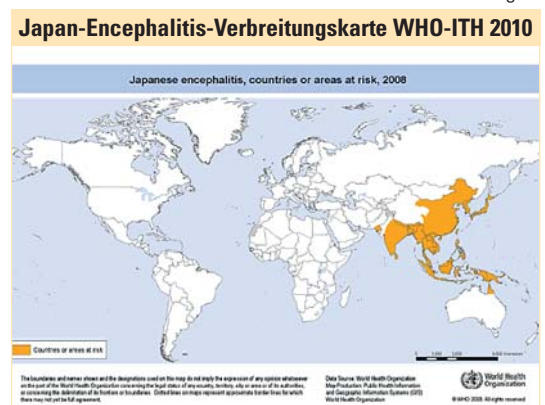 Japan-Encephalitis-Verbreitungskarte WHO-ITH 2010
Japanese encephalitis, countries or areas at risk, 2008
Countries or areas at risk
The boundaries and names shown and the designations used on this map do not imply the expression of any opinion whatsoever
on the part of the World Health Organization concerning the legal status of any country, territory, city or area or of its authorities,
or concerning the delimitation of its frontiers or boundaries. Dotted lines on maps represent approximate border lines for which
there may not yet be full agreement.
Data Source: World Health Organization
Map Production: Public Health Information
and Geographic Information Systems (GIS)
World Health Organization
World Health
Organization
© WHO 2008. All rights reserved